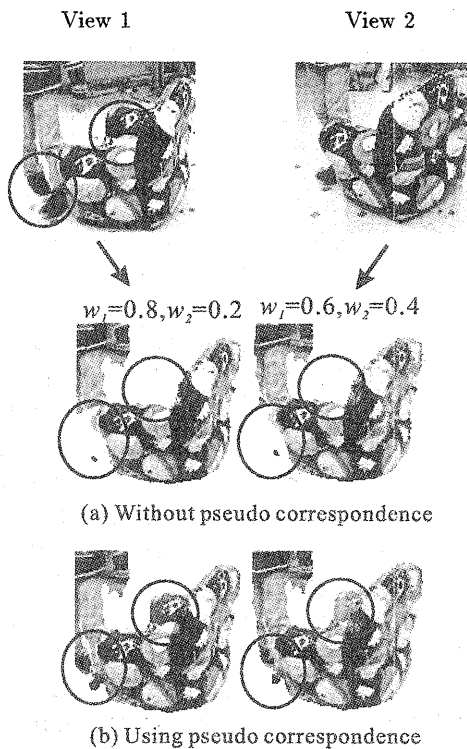 View 1 View 2
w₁=0.8,w₂=0.2 w₁=0.6,w₂=0.4
(a) Without pseudo correspondence
(b) Using pseudo correspondence